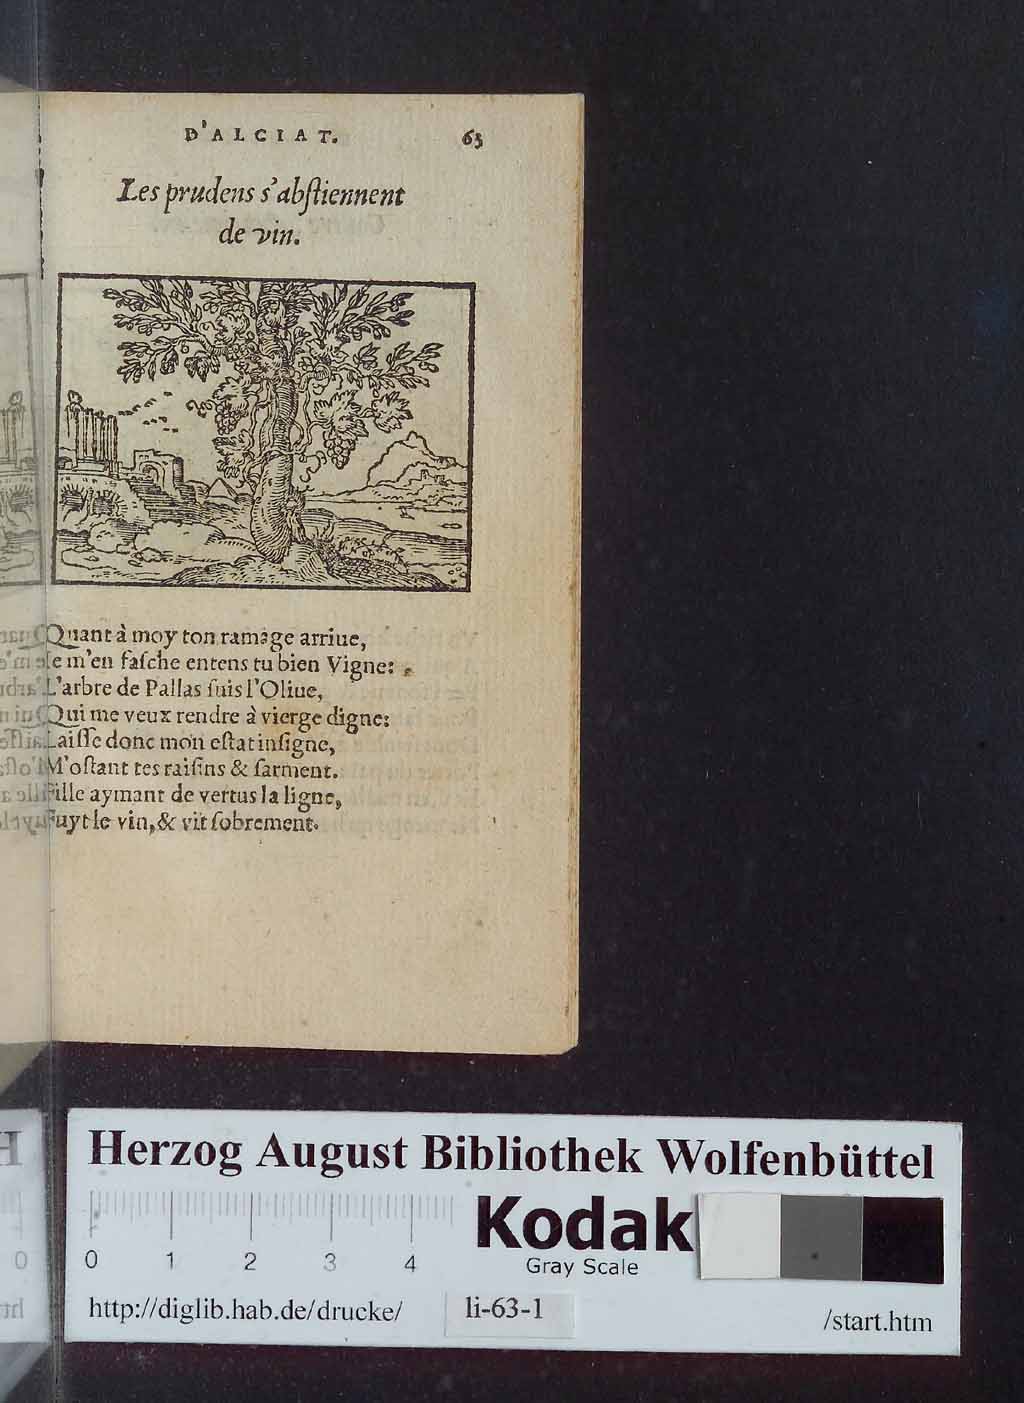 D'ALCIAT. 63
Les prudens s'abſtiennent
de vin.
Quant à moy ton ramage arriue,
Ie m'en faſche entens tu bien Vigne:
L'arbre de Pallas ſuis l'Oliue,
Qui me veux rendre à vierge digne:
Laiſſe donc mon eſtat inſigne,
M'oſtant tes raiſins & ſarment.
Fille aymant de vertus la ligne,
Fuyt le vin, & vit ſobrement.
Herzog August Bibliothek Wolfenbüttel
0 1 2 3 4
Kodak
Gray Scale
http://diglib.hab.de/drucke/ li-63-1 /start.htm